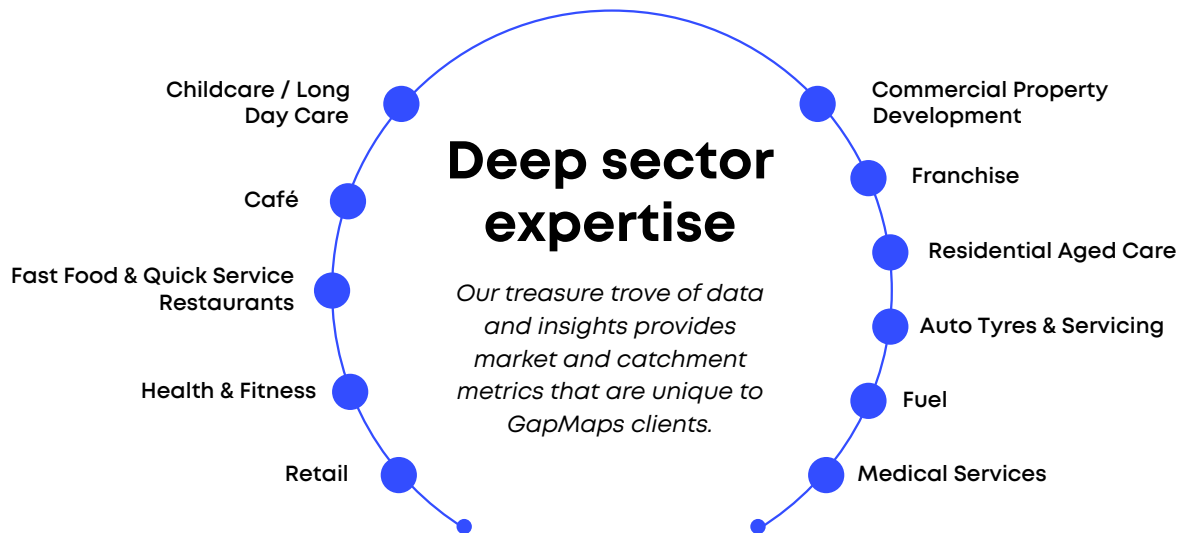 Deep sector
expertise
Our treasure trove of data
and insights provides
market and catchment
metrics that are unique to
GapMaps clients.
Childcare / Long
Day Care
Café
Fast Food & Quick Service
Restaurants
Health & Fitness
Retail
Commercial Property
Development
Franchise
Residential Aged Care
Auto Tyres & Servicing
Fuel
Medical Services